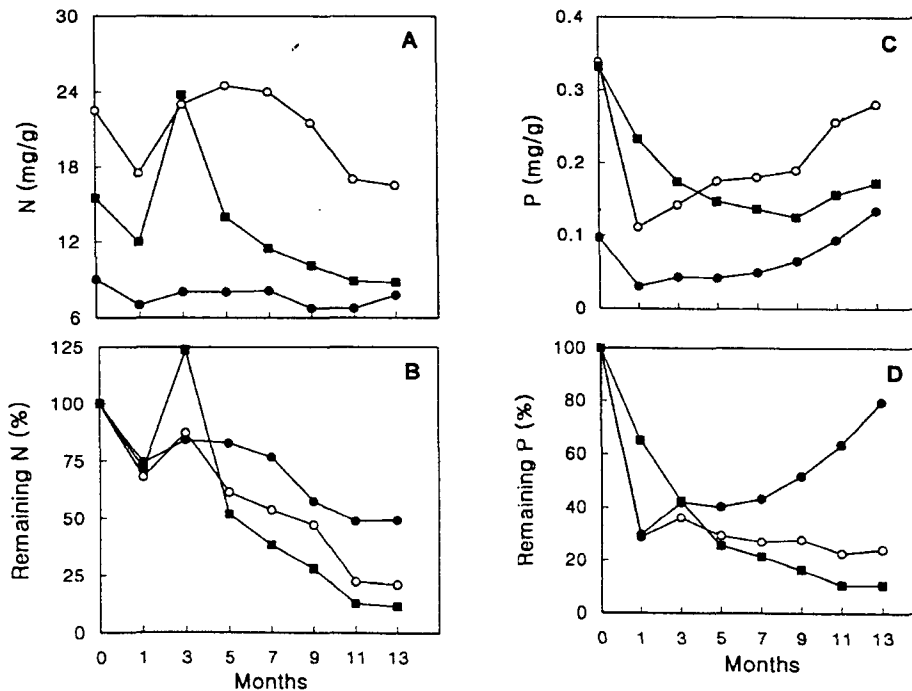 30
24
18
12
6
N (mg/g)
A
125
100
75
50
25
0
Remaining N (%)
B
0 1 3 5 7 9 11 13
Months
0.4
0.3
0.2
0.1
0
P (mg/g)
C
100
80
60
40
20
0
Remaining P (%)
D
0 1 3 5 7 9 11 13
Months